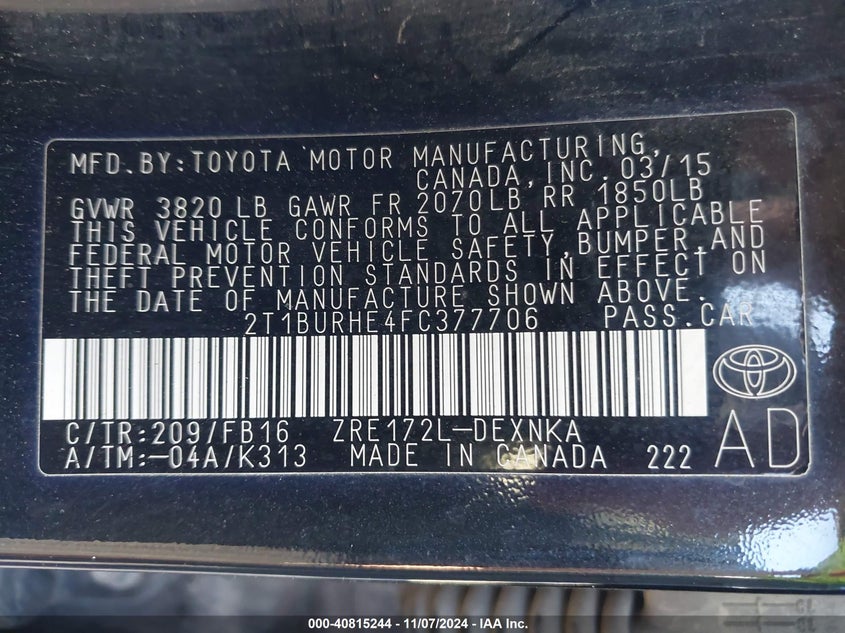 MFD.BY:TOYOTA MOTOR MANUFACTURING,
CANADA,INC.03/15
GVWR 3820 LB GAWR FR 2070LB RR 1850LB
THIS VEHICLE CONFORMS TO ALL APPLICABLE
FEDERAL MOTOR VEHICLE SAFETY,BUMPER,AND
THEFT PREVENTION STANDARDS IN EFFECT ON
THE DATE OF MANUFACTURE SHOWN ABOVE.
2T1BURHE4FC377706 PASS.CAR
C/TR:209/FB16 ZRE172L-DEXNKA
A/TM:-04A/K313 MADE IN CANADA 222
AD
000-40815244 - 11/07/2024 - IAA Inc.